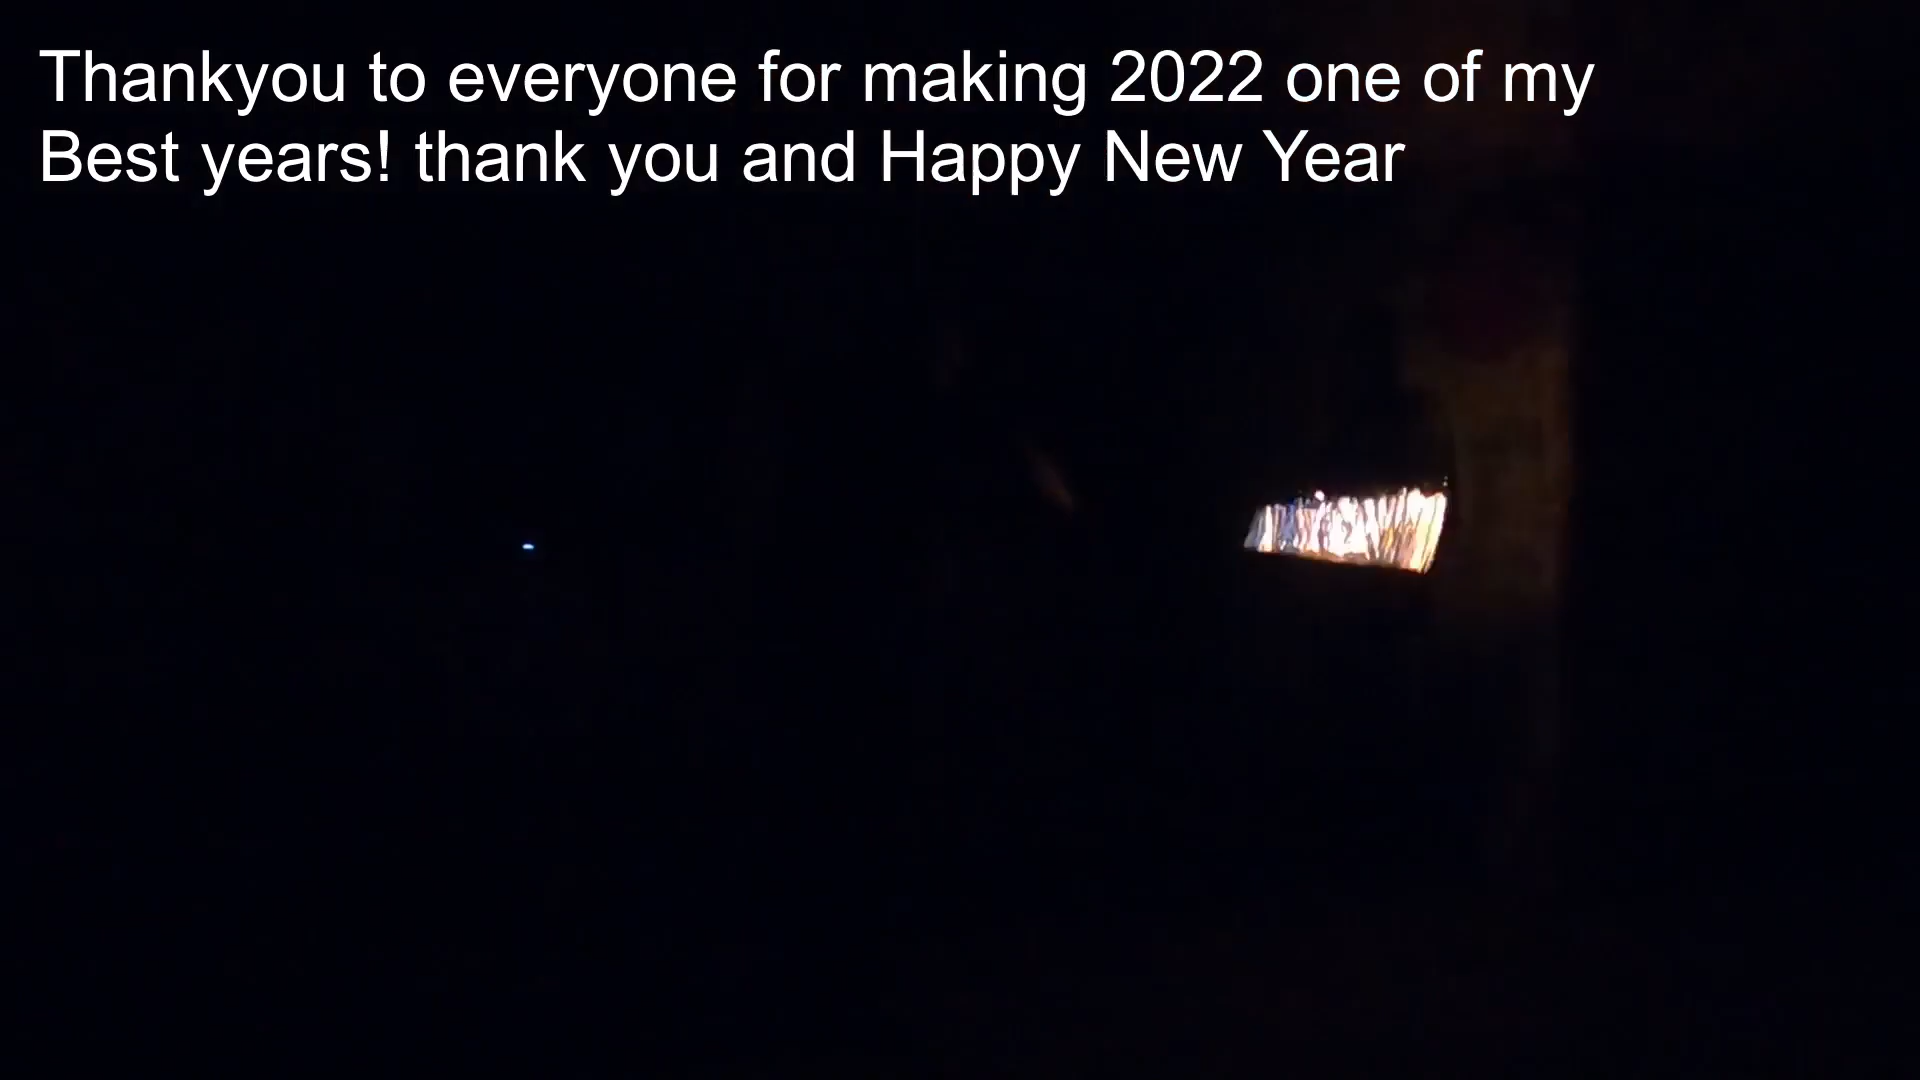 Thankyou to everyone for making 2022 one of my
Best years! thank you and Happy New Year